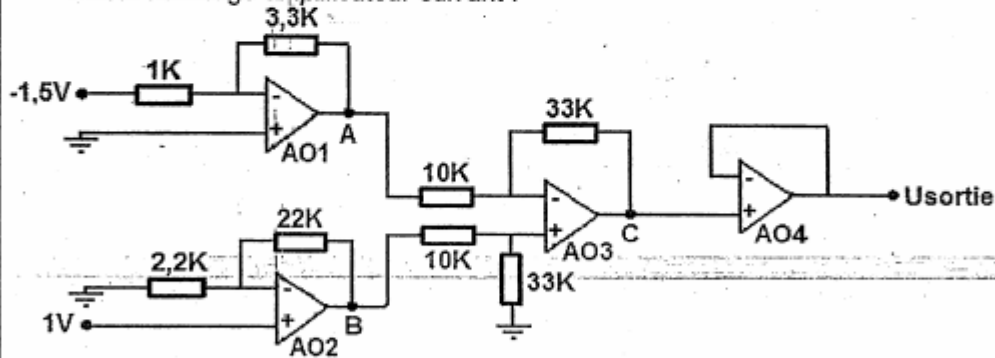 3,3K
1K
-1,5V
-
+
AO1
A
33K
10K
-
+
AO3
C
-
+
AO4
Usortie
22K
10K
2,2K
33K
-
+
1V
AO2
B